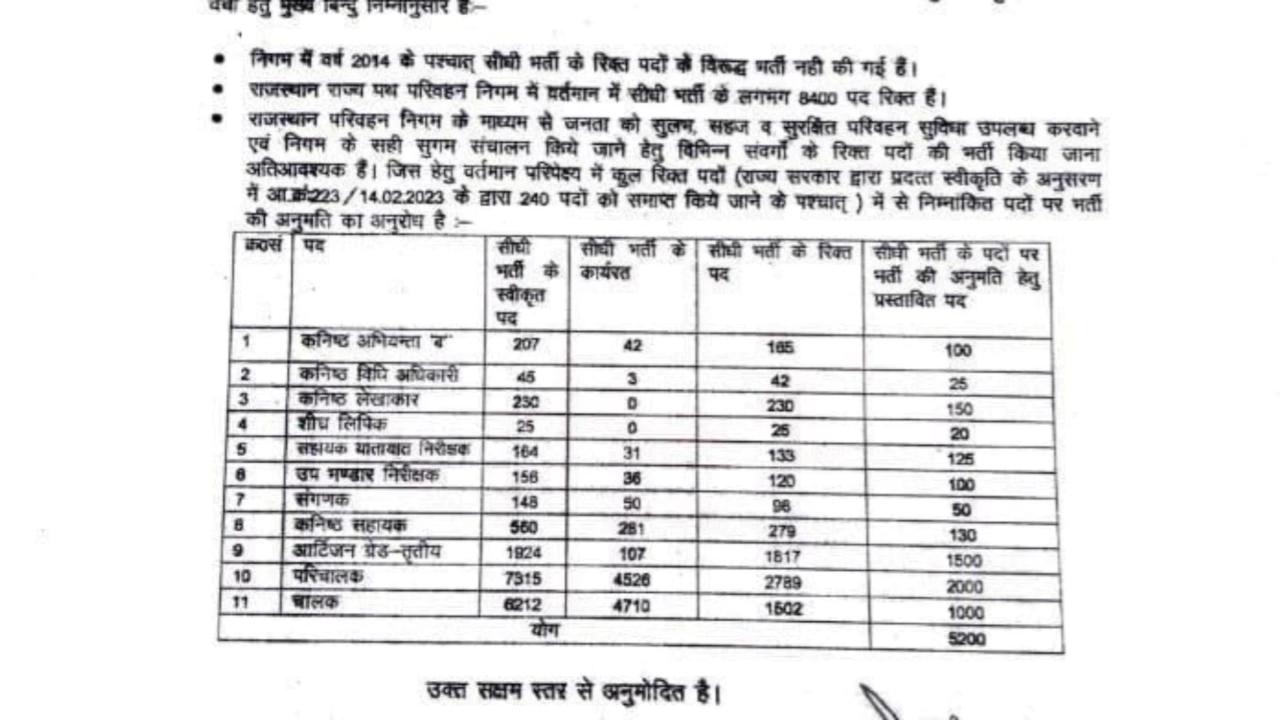 चर्चा हेतु मुख्य बिन्दु निम्नानुसार है:–
• निगम में वर्ष 2014 के पश्चात् सीधी भर्ती के रिक्त पदों के विरूद्ध भर्ती नही की गई हैं।
• राजस्थान राज्य पथ परिवहन निगम में वर्तमान में सीधी भर्ती के लगभग 8400 पद रिक्त हैं।
• राजस्थान परिवहन निगम के माध्यम से जनता को सुलभ, सहज व सुरक्षित परिवहन सुविधा उपलब्ध करवाने
एवं निगम के सही सुगम संचालन किये जाने हेतु विभिन्न संवर्गों के रिक्त पदों की भर्ती किया जाना
अतिआवश्यक हैं। जिस हेतु वर्तमान परिपेक्ष्य में कुल रिक्त पदों (राज्य सरकार द्वारा प्रदत्त स्वीकृति के अनुसरण
में आ.क्र.223/14.02.2023 के द्वारा 240 पदों को समाप्त किये जाने के पश्चात् ) में से निम्नांकित पदों पर भर्ती
की अनुमति का अनुरोध है :–
क्र०सं पद सीधी भर्ती के स्वीकृत पद सीधी भर्ती के कार्यरत सीधी भर्ती के रिक्त पद सीधी भर्ती के पदों पर भर्ती की अनुमति हेतु प्रस्तावित पद
1 कनिष्ठ अभियन्ता "ब" 207 42 165 100
2 कनिष्ठ विधि अधिकारी 45 3 42 25
3 कनिष्ठ लेखाकार 230 0 230 150
4 शीघ्र लिपिक 25 0 25 20
5 सहायक यातायात निरीक्षक 164 31 133 125
6 उप भण्डार निरीक्षक 156 36 120 100
7 संगणक 148 50 98 50
8 कनिष्ठ सहायक 560 281 279 130
9 आर्टिजन ग्रेड–तृतीय 1924 107 1817 1500
10 परिचालक 7315 4526 2789 2000
11 चालक 6212 4710 1502 1000
योग 5200
उक्त सक्षम स्तर से अनुमोदित है।